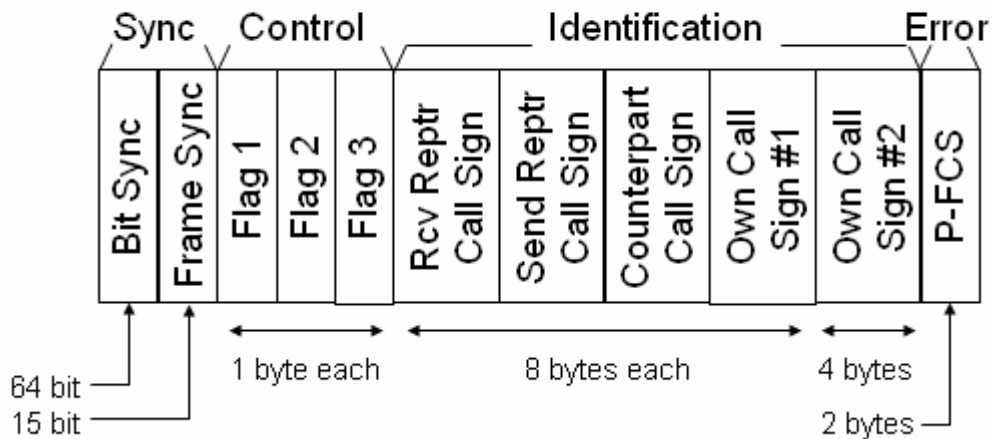 Sync
Control
Identification
Error
Bit Sync
Frame Sync
Flag 1
Flag 2
Flag 3
Rcv Reptr
Call Sign
Send Reptr
Call Sign
Counterpart
Call Sign
Own Call
Sign #1
Own Call
Sign #2
P-FCS
1 byte each
8 bytes each
4 bytes
64 bit
15 bit
2 bytes